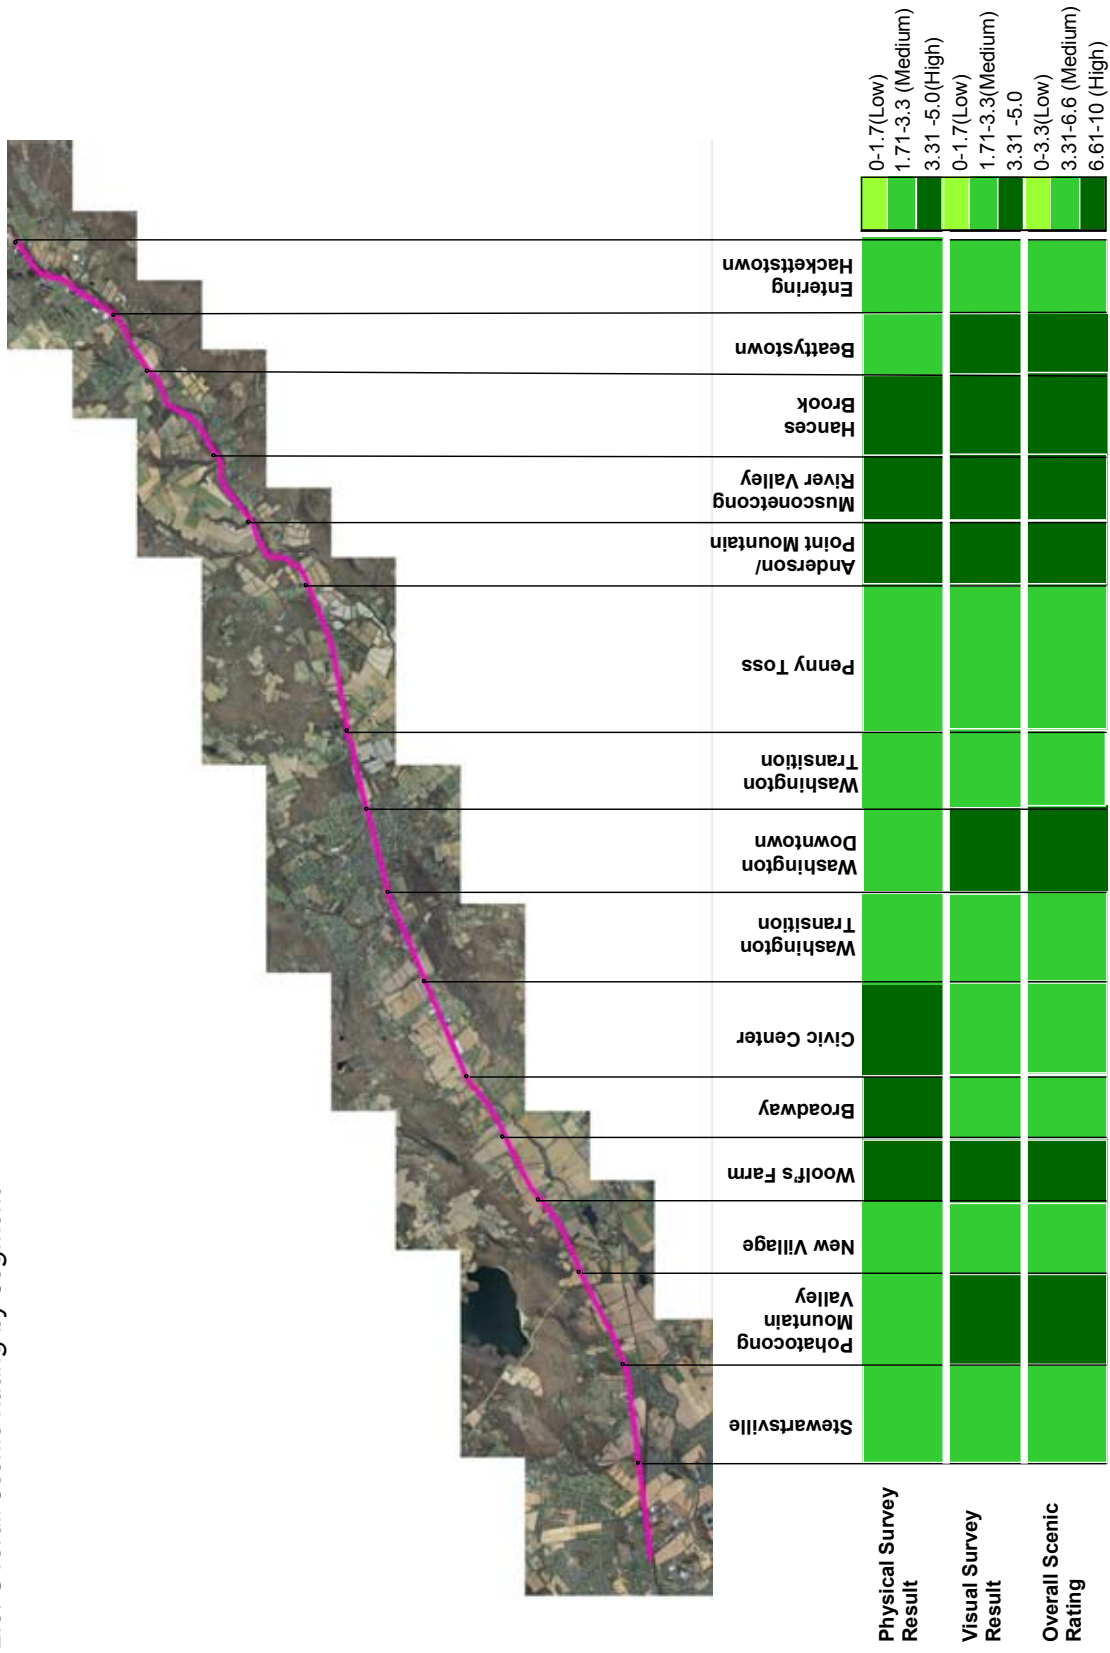 Entering
Hackettstown
Beattystown
Hances
Brook
Musconetcong
River Valley
Anderson/
Point Mountain
Penny Toss
Washington
Transition
Washington
Downtown
Washington
Transition
Civic Center
Broadway
Woolf's Farm
New Village
Pohatocong
Mountain
Valley
Stewartsville
Physical Survey
Result
Visual Survey
Result
Overall Scenic
Rating
0-1.7(Low)
1.71-3.3 (Medium)
3.31 -5.0(High)
0-1.7(Low)
1.71-3.3(Medium)
3.31 -5.0
0-3.3(Low)
3.31-6.6 (Medium)
6.61-10 (High)